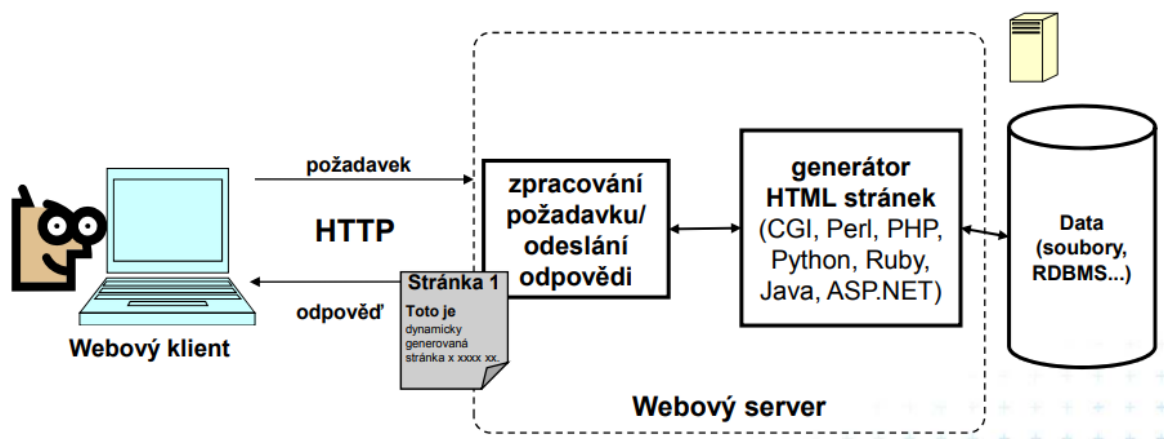 požadavek
HTTP
odpověď
Webový klient
Stránka 1
Toto je
dynamicky
generovaná
stránka x xxxx xx.
zpracování
požadavku/
odeslání
odpovědi
generátor
HTML stránek
(CGI, Perl, PHP,
Python, Ruby,
Java, ASP.NET)
Webový server
Data
(soubory,
RDBMS...)